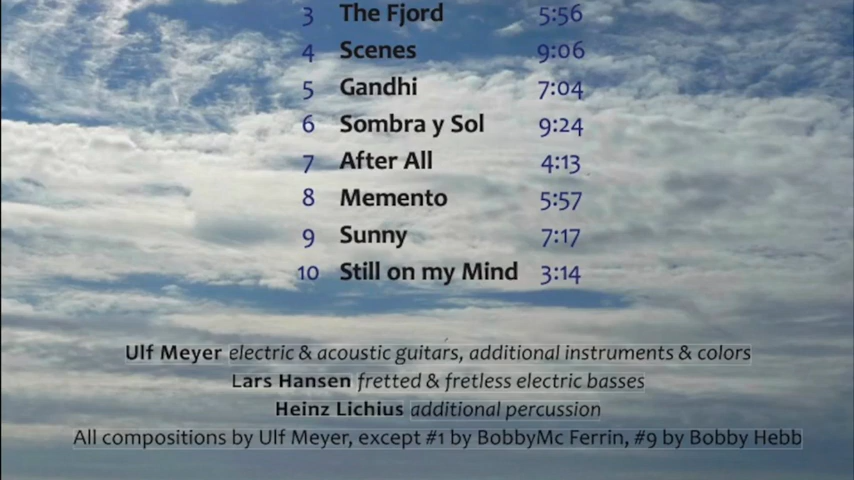 3 The Fjord 5:56
4 Scenes 9:06
5 Gandhi 7:04
6 Sombra y Sol 9:24
7 After All 4:13
8 Memento 5:57
9 Sunny 7:17
10 Still on my Mind 3:14
Ulf Meyer electric & acoustic guitars, additional instruments & colors
Lars Hansen fretted & fretless electric basses
Heinz Lichius additional percussion
All compositions by Ulf Meyer, except #1 by BobbyMc Ferrin, #9 by Bobby Hebb